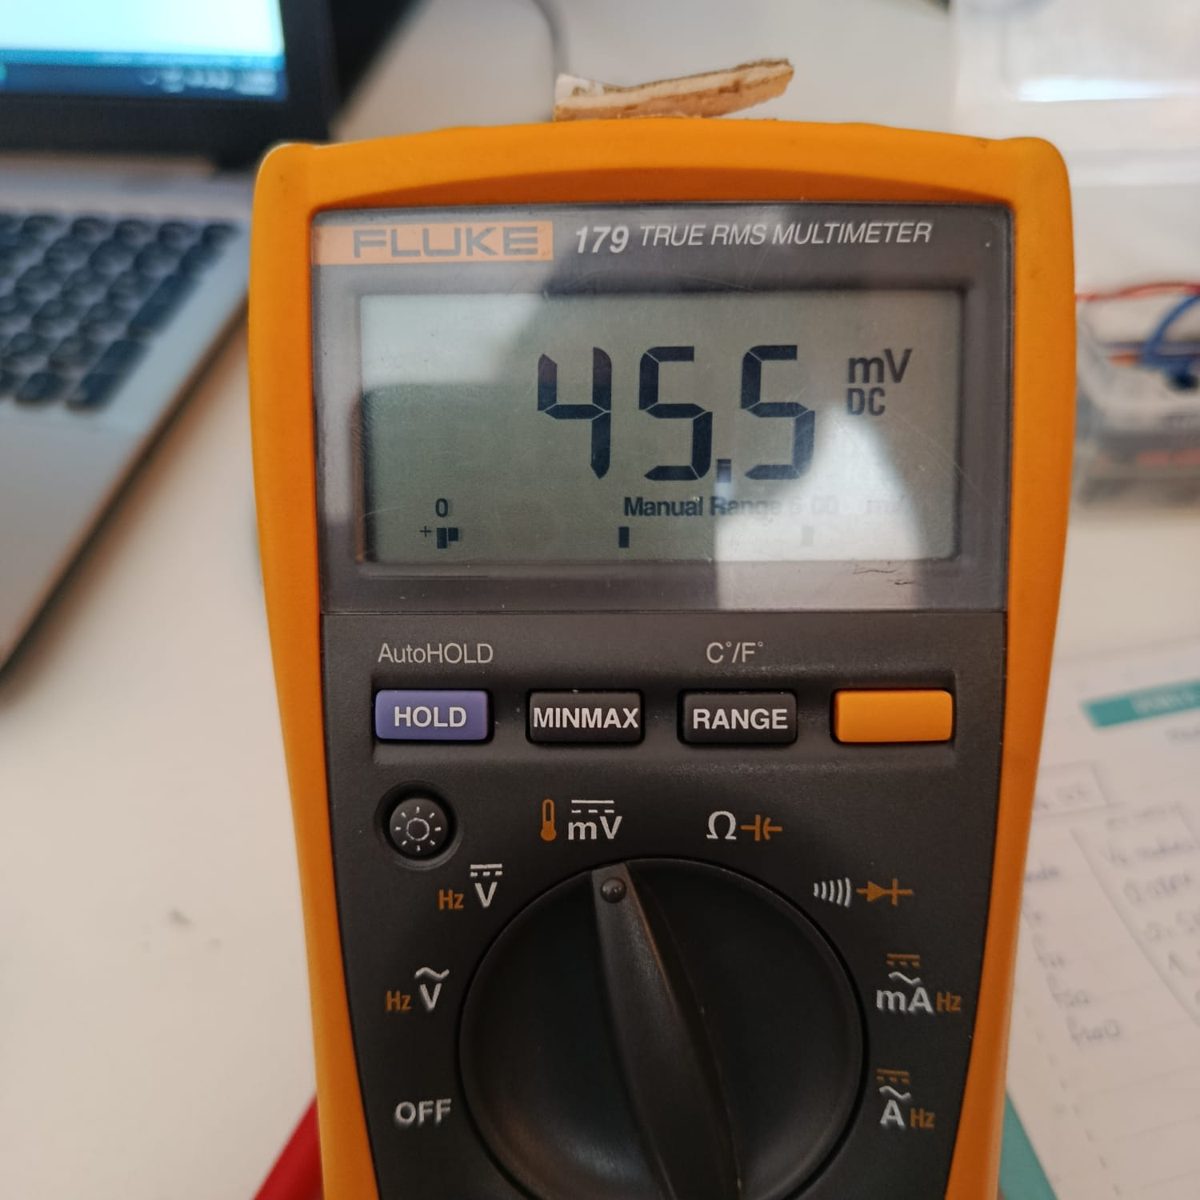 FLUKE 179 TRUE RMS MULTIMETER
45.5 mV
DC
0 Manual Range
+
AutoHOLD C°/F°
HOLD MINMAX RANGE
mV Ω
Hz V
Hz V
mA Hz
OFF
A Hz